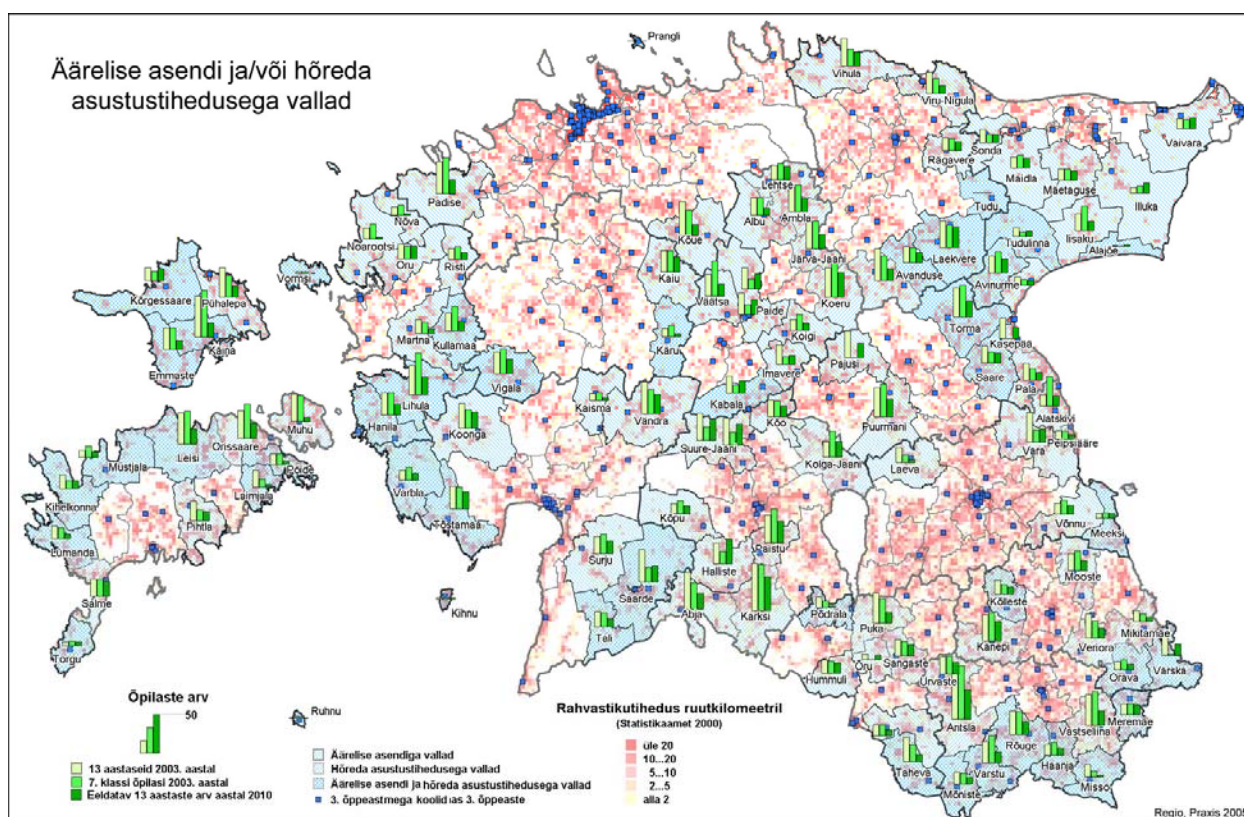 Äärelise asendi ja/või hõreda
asustustihedusega vallad
Prangli
Vihula
Viru-Nigula
Vaivara
Sonda
Rägavere
Maidla
Mäetaguse
Illuka
Lehtse
Padise
Albu
Ambla
Tudu
Nõva
Kõue
Iisaku
Noarootsi
Tudulinna
Alajõe
Järva-Jaani
Laekvere
Oru
Risti
Kaiu
Avanduse
Vormsi
Avinurme
Väätsa
Koeru
Kõrgessaare
Pühalepa
Paide
Torma
Koigi
Martna
Kullamaa
Käru
Kasepää
Käina
Pajusi
Emmaste
Imavere
Saare
Vigala
Pala
Lihula
Kabala
Kaisma
Alatskivi
Hanila
Muhu
Koonga
Vändra
Kõo
Puurmani
Orissaare
Peipsiääre
Suure-Jaani
Vara
Leisi
Kolga-Jaani
Laeva
Mustjala
Pöide
Laimjala
Varbla
Kihelkonna
Pihtla
Tõstamaa
Kõpu
Võnnu
Meeksi
Lümanda
Surju
Paistu
Halliste
Mooste
Salme
Saarde
Kõlleste
Kihnu
Abja
Karksi
Põdrala
Puka
Mikitamäe
Tali
Kanepi
Veriora
Torgu
Värska
Õru
Sangaste
Hummuli
Orava
Urvaste
Õpilaste arv
50
Ruhnu
Rahvastikutihedus ruutkilomeetril
(Statistikaamet 2000)
Antsla
Meremäe
Vastseliina
Rõuge
13 aastaseid 2003. aastal
7. klassi õpilasi 2003. aastal
Eeldatav 13 aastaste arv aastal 2010
Äärelise asendiga vallad
Hõreda asustustihedusega vallad
Äärelise asendi ja hõreda asustustihedusega vallad
3. õppeastmega koolid/as 3. õppeaste
üle 20
10...20
5...10
2...5
alla 2
Haanja
Taheva
Varstu
Misso
Mõniste
Regio, Praxis 2005